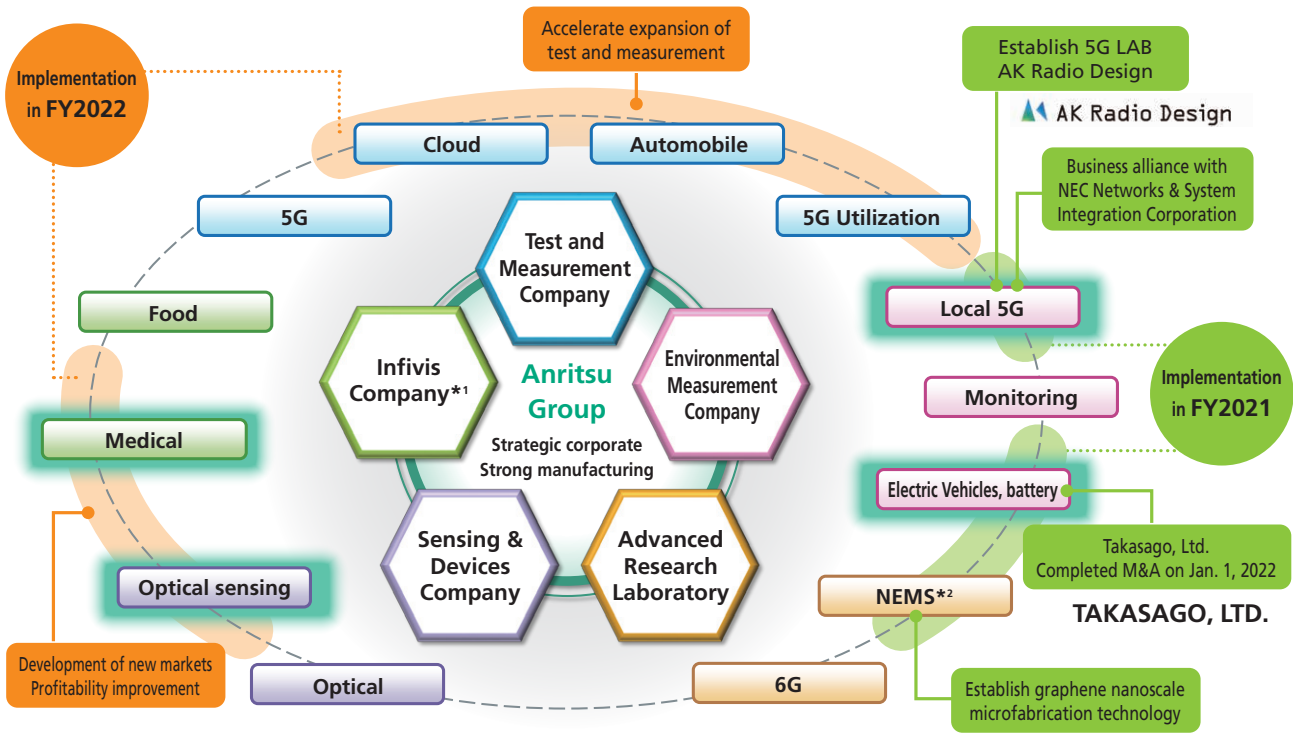 Implementation
in FY2022
Accelerate expansion of
test and measurement
Establish 5G LAB
AK Radio Design
AK Radio Design
Business alliance with
NEC Networks & System
Integration Corporation
Cloud
Automobile
5G
5G Utilization
Food
Local 5G
Medical
Monitoring
Implementation
in FY2021
Electric Vehicles, battery
Takasago, Ltd.
Completed M&A on Jan. 1, 2022
TAKASAGO, LTD.
Optical sensing
NEMS*2
Development of new markets
Profitability improvement
Optical
6G
Establish graphene nanoscale
microfabrication technology
Test and
Measurement
Company
Infivis
Company*1
Environmental
Measurement
Company
Anritsu
Group
Strategic corporate
Strong manufacturing
Sensing &
Devices
Company
Advanced
Research
Laboratory